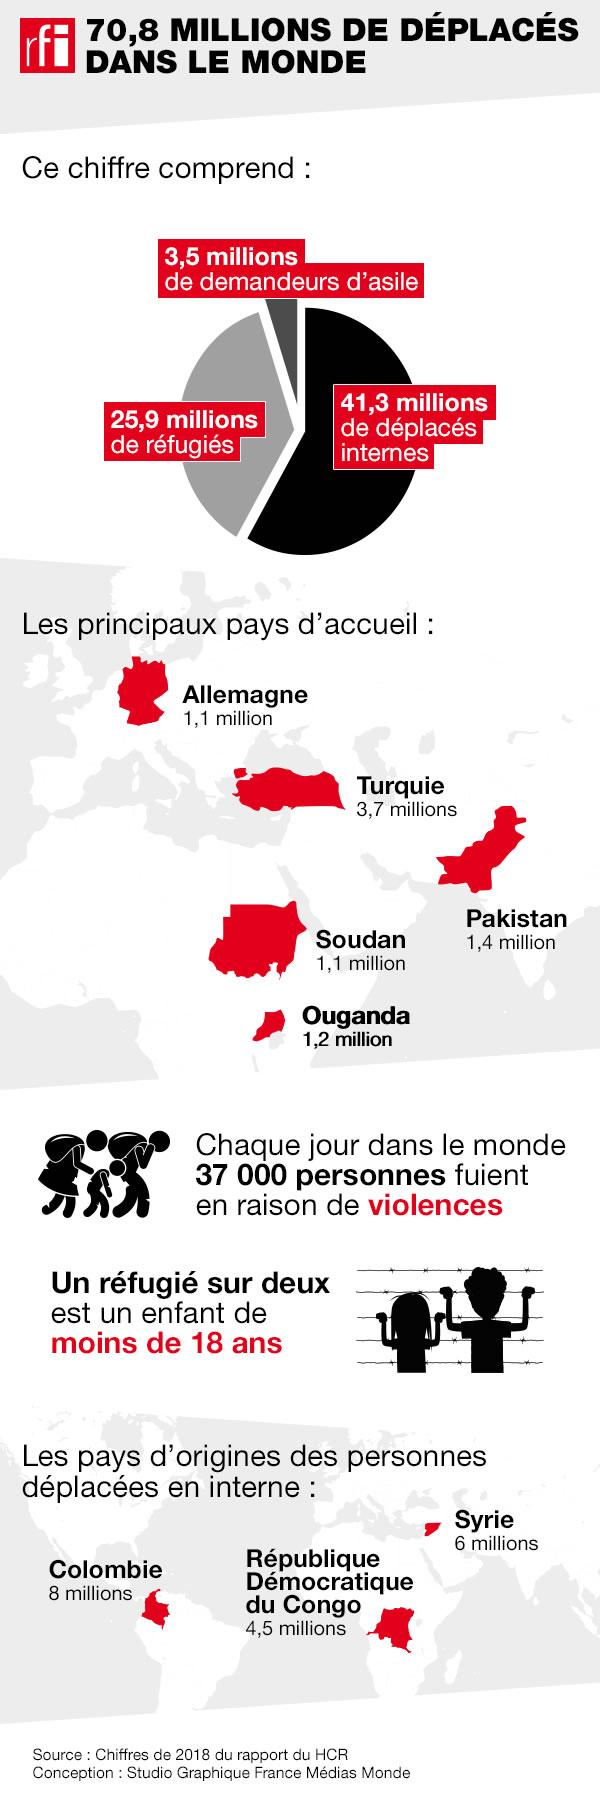 rfi
70,8 MILLIONS DE DÉPLACÉS
DANS LE MONDE
Ce chiffre comprend :
3,5 millions
de demandeurs d'asile
25,9 millions
de réfugiés
41,3 millions
de déplacés
internes
Les principaux pays d'accueil :
Allemagne
1,1 million
Turquie
3,7 millions
Pakistan
1,4 million
Soudan
1,1 million
Ouganda
1,2 million
Chaque jour dans le monde
37 000 personnes fuient
en raison de violences
Un réfugié sur deux
est un enfant de
moins de 18 ans
Les pays d'origines des personnes
déplacées en interne :
Syrie
6 millions
Colombie
8 millions
République
Démocratique
du Congo
4,5 millions
Source : Chiffres de 2018 du rapport du HCR
Conception : Studio Graphique France Médias Monde